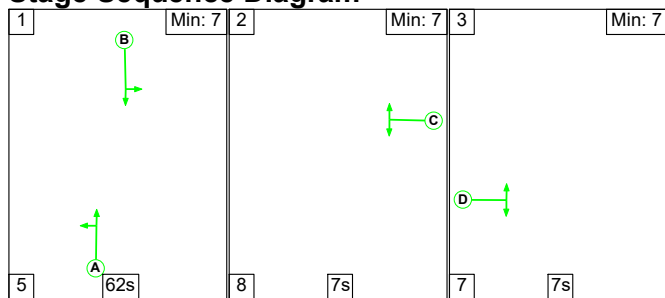 Stage Sequence Diagram
1 Min: 7 2 Min: 7 3 Min: 7
B
C
D
A
5 62s 8 7s 7 7s